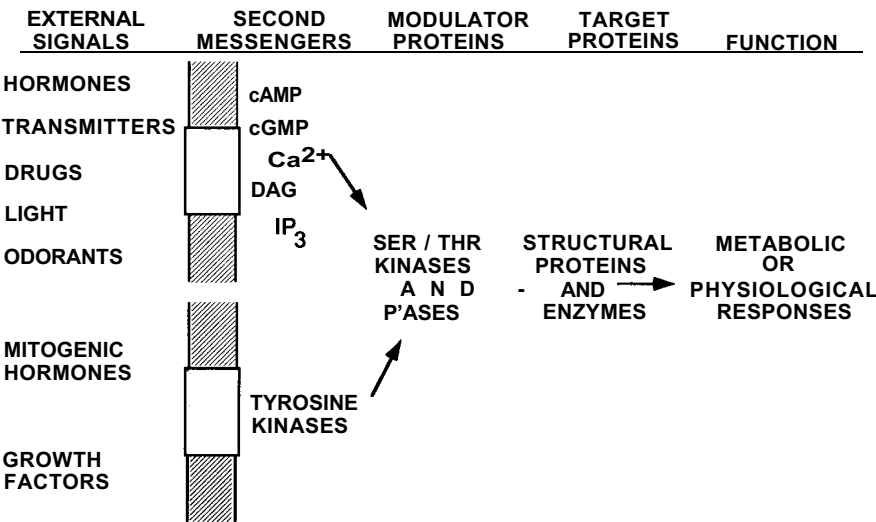 EXTERNAL SIGNALS
SECOND MESSENGERS
MODULATOR PROTEINS
TARGET PROTEINS
FUNCTION
HORMONES
TRANSMITTERS
DRUGS
LIGHT
ODORANTS
cAMP
cGMP
Ca2+
DAG
IP3
SER / THR
KINASES
A N D
P'ASES
-
STRUCTURAL
PROTEINS
AND
ENZYMES
METABOLIC
OR
PHYSIOLOGICAL
RESPONSES
MITOGENIC
HORMONES
GROWTH
FACTORS
TYROSINE
KINASES